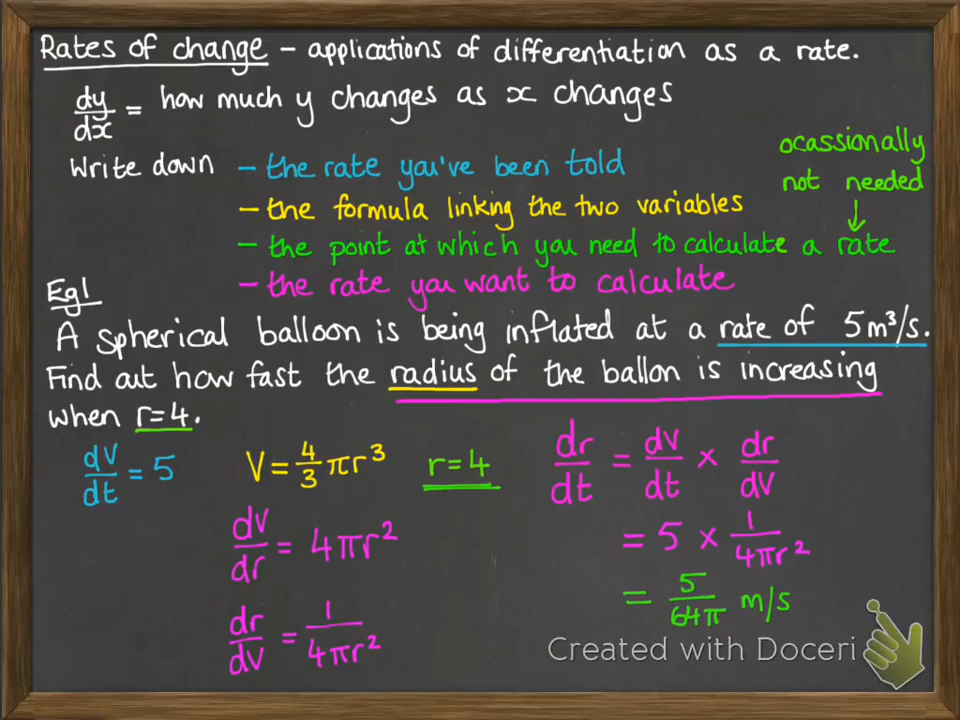 Rates of change - applications of differentiation as a rate.
dy/dx = how much y changes as x changes
Write down - the rate you've been told
- the formula linking the two variables
- the point at which you need to calculate a rate
- the rate you want to calculate
ocassionally
not needed
↓
Eg1
A spherical balloon is being inflated at a rate of 5m³/s.
Find out how fast the radius of the ballon is increasing
when r=4.
dV/dt = 5
V = 4/3 πr³
dV/dr = 4πr²
dr/dV = 1/4πr²
r=4
dr/dt = dV/dt × dr/dV
= 5 × 1/4πr²
= 5/64π m/s
Created with Doceri